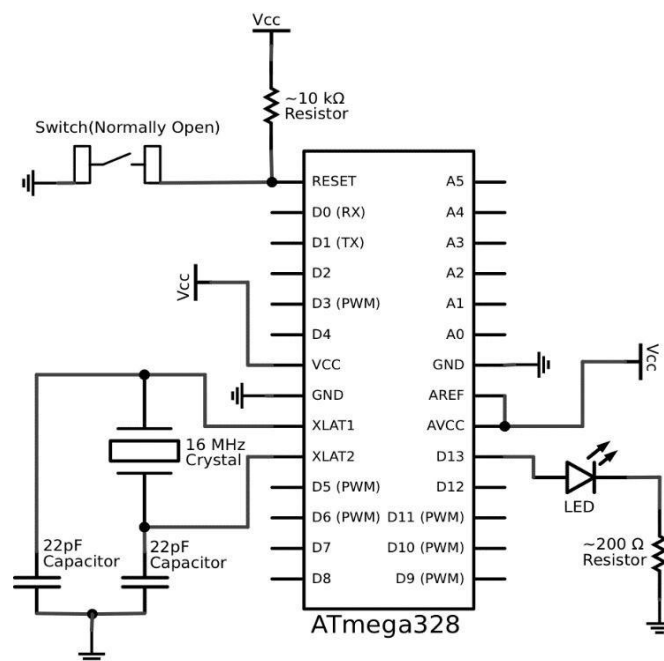 Vcc
~10 kΩ
Resistor
Switch(Normally Open)
RESET
A5
D0 (RX)
A4
D1 (TX)
A3
D2
A2
Vcc
D3 (PWM)
A1
D4
A0
VCC
GND
Vcc
GND
AREF
XLAT1
AVCC
16 MHz
Crystal
XLAT2
D13
D5 (PWM)
D12
LED
D6 (PWM)
D11 (PWM)
22pF
Capacitor
22pF
Capacitor
D7
D10 (PWM)
~200 Ω
Resistor
D8
D9 (PWM)
ATmega328